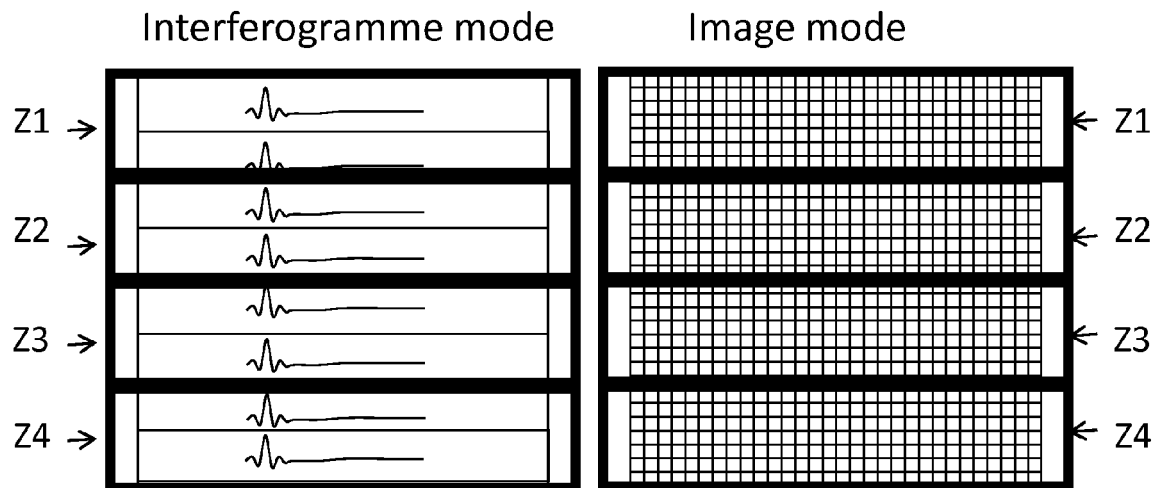 Interferogramme mode Image mode
Z1 Z1
Z2 Z2
Z3 Z3
Z4 Z4